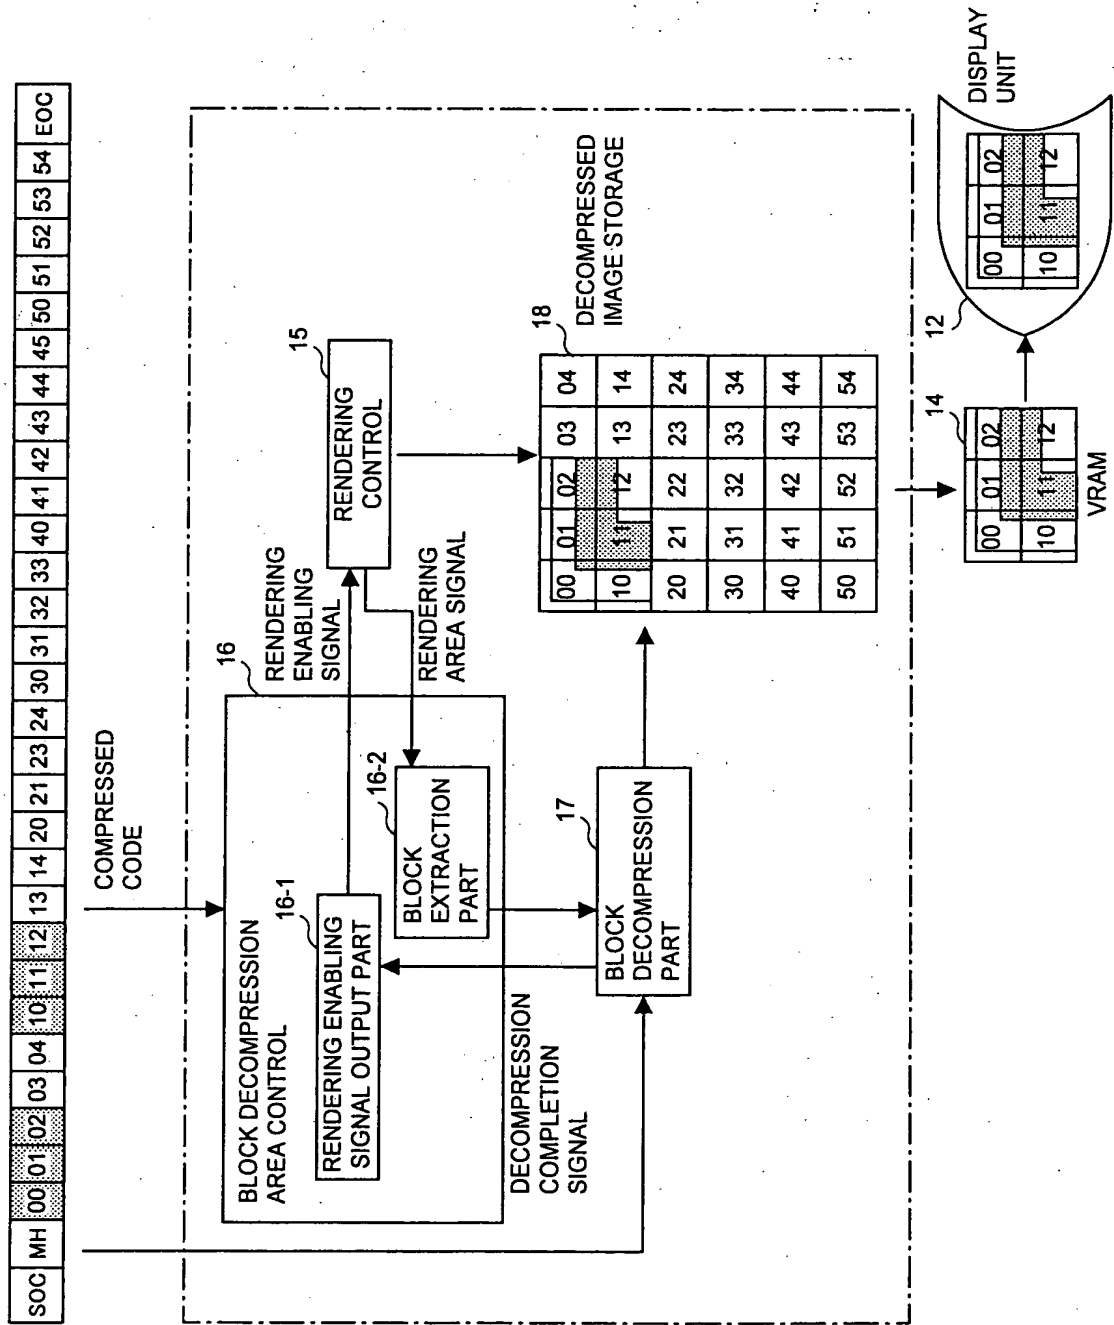 SOC MH 00 01 02 03 04 10 11 12 13 14 20 21 23 24 30 31 32 33 40 41 42 43 44 45 50 51 52 53 54 EOC
COMPRESSED
CODE
16
BLOCK DECOMPRESSION
AREA CONTROL
16-1
RENDERING ENABLING
SIGNAL OUTPUT PART
16-2
BLOCK
EXTRACTION
PART
RENDERING
ENABLING
SIGNAL
15
RENDERING
CONTROL
RENDERING
AREA SIGNAL
DECOMPRESSION
COMPLETION
SIGNAL
17
BLOCK
DECOMPRESSION
PART
18
DECOMPRESSED
IMAGE STORAGE
00 01 02 03 04
10 11 12 13 14
20 21 22 23 24
30 31 32 33 34
40 41 42 43 44
50 51 52 53 54
14
00 01 02
10 11 12
VRAM
12
00 01 02
10 11 12
DISPLAY
UNIT